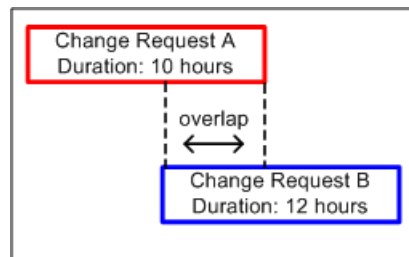 Change Request A
Duration: 10 hours
overlap
Change Request B
Duration: 12 hours